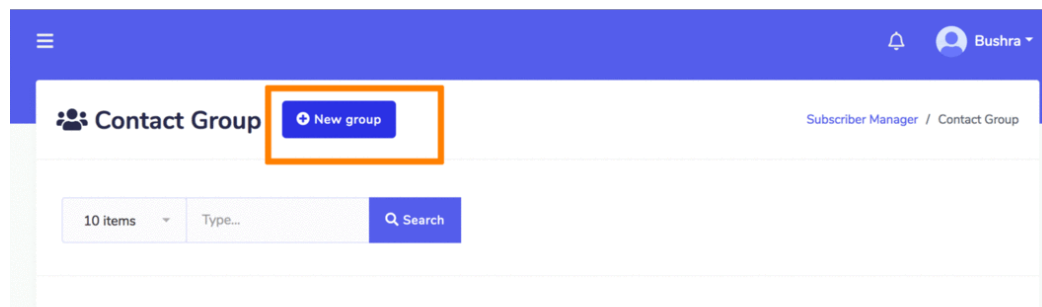 Bushra
Contact Group
New group
Subscriber Manager / Contact Group
10 items
Type...
Search